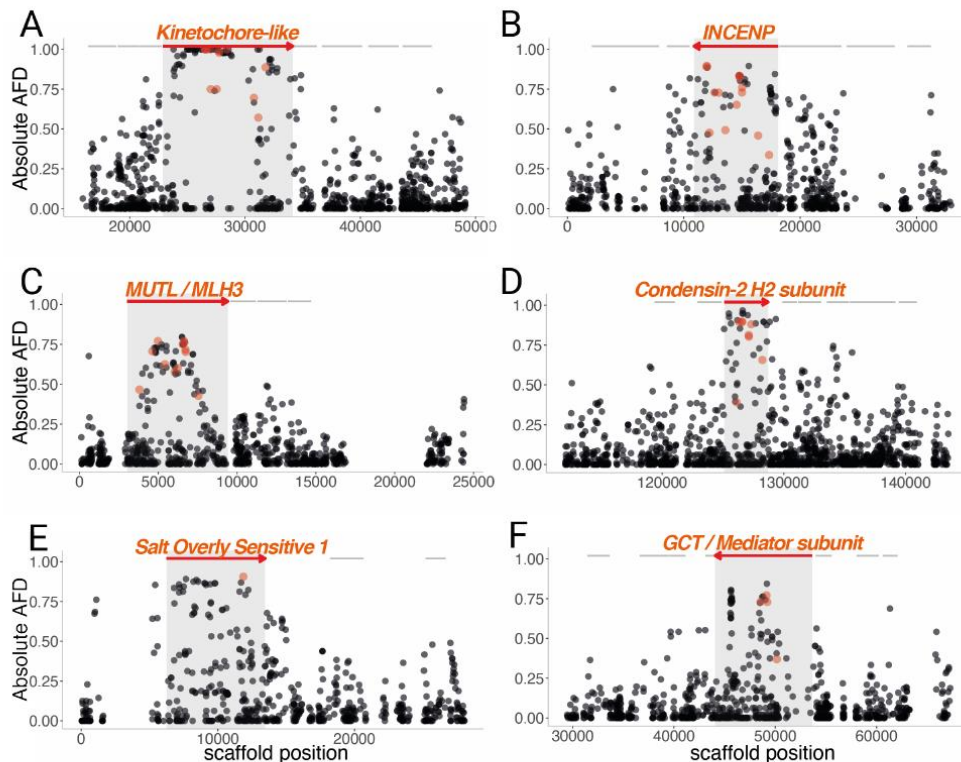 A
Kinetochore-like
1.00
0.75
0.50
0.25
0.00
Absolute AFD
20000 30000 40000 50000
B
INCENP
1.00
0.75
0.50
0.25
0.00
0 10000 20000 30000
C
MUTL / MLH3
1.00
0.75
0.50
0.25
0.00
Absolute AFD
0 5000 10000 15000 20000 25000
D
Condensin-2 H2 subunit
1.00
0.75
0.50
0.25
0.00
120000 130000 140000
E
Salt Overly Sensitive 1
1.00
0.75
0.50
0.25
0.00
Absolute AFD
0 10000 20000
scaffold position
F
GCT / Mediator subunit
1.00
0.75
0.50
0.25
0.00
30000 40000 50000 60000
scaffold position